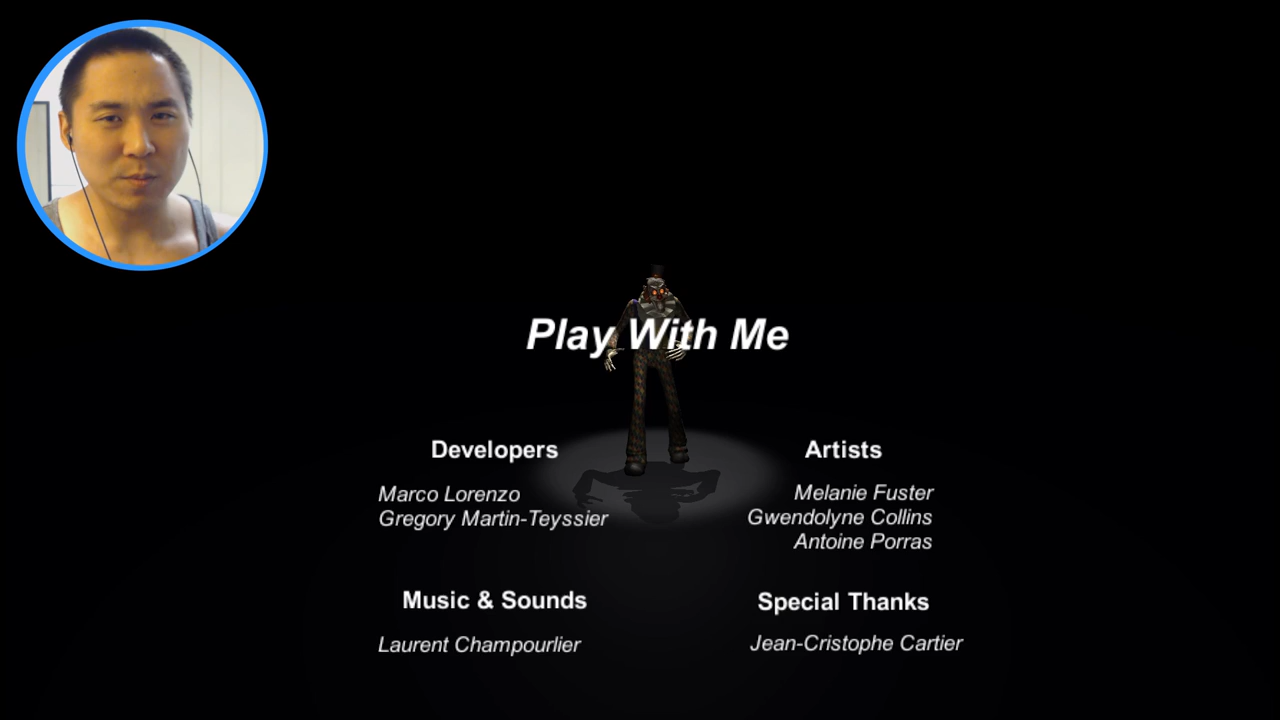 Play With Me
Developers
Marco Lorenzo
Gregory Martin-Teyssier
Artists
Melanie Fuster
Gwendolyne Collins
Antoine Porras
Music & Sounds
Laurent Champourlier
Special Thanks
Jean-Cristophe Cartier